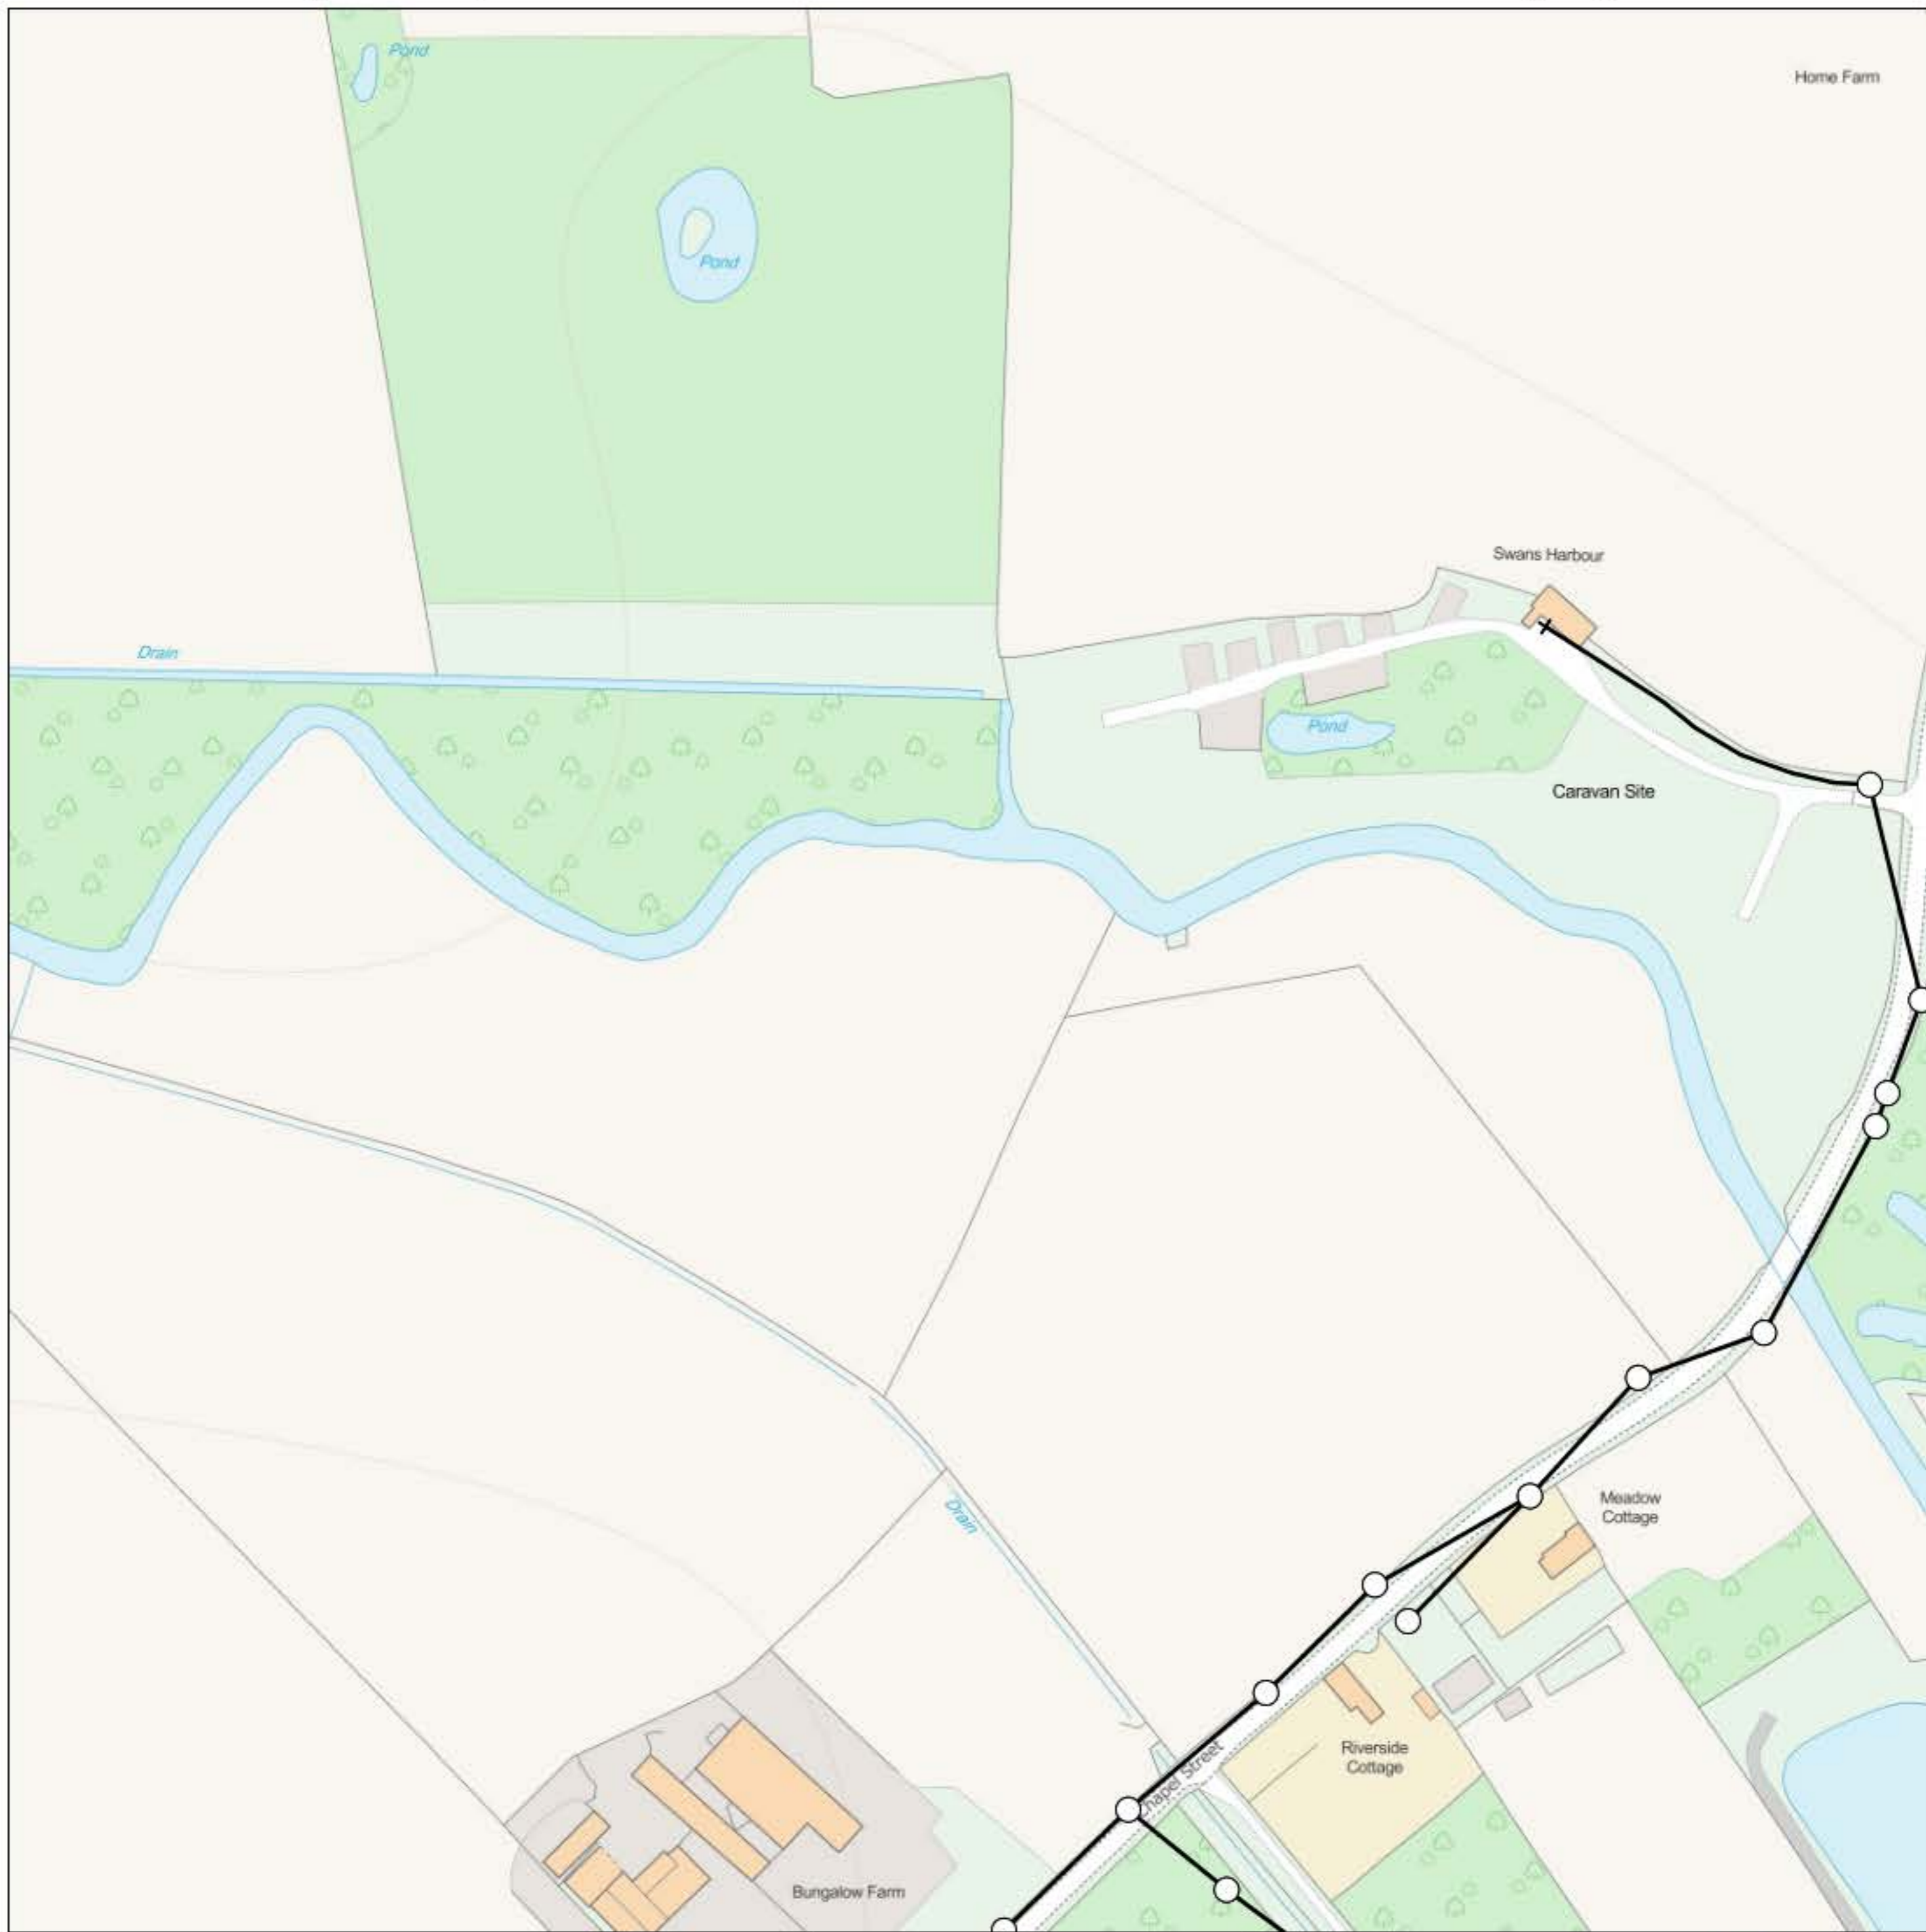 Pond
Home Farm
Pond
Swans Harbour
Drain
Pond
Caravan Site
Drain
Meadow
Cottage
Chapel Street
Riverside
Cottage
Bungalow Farm